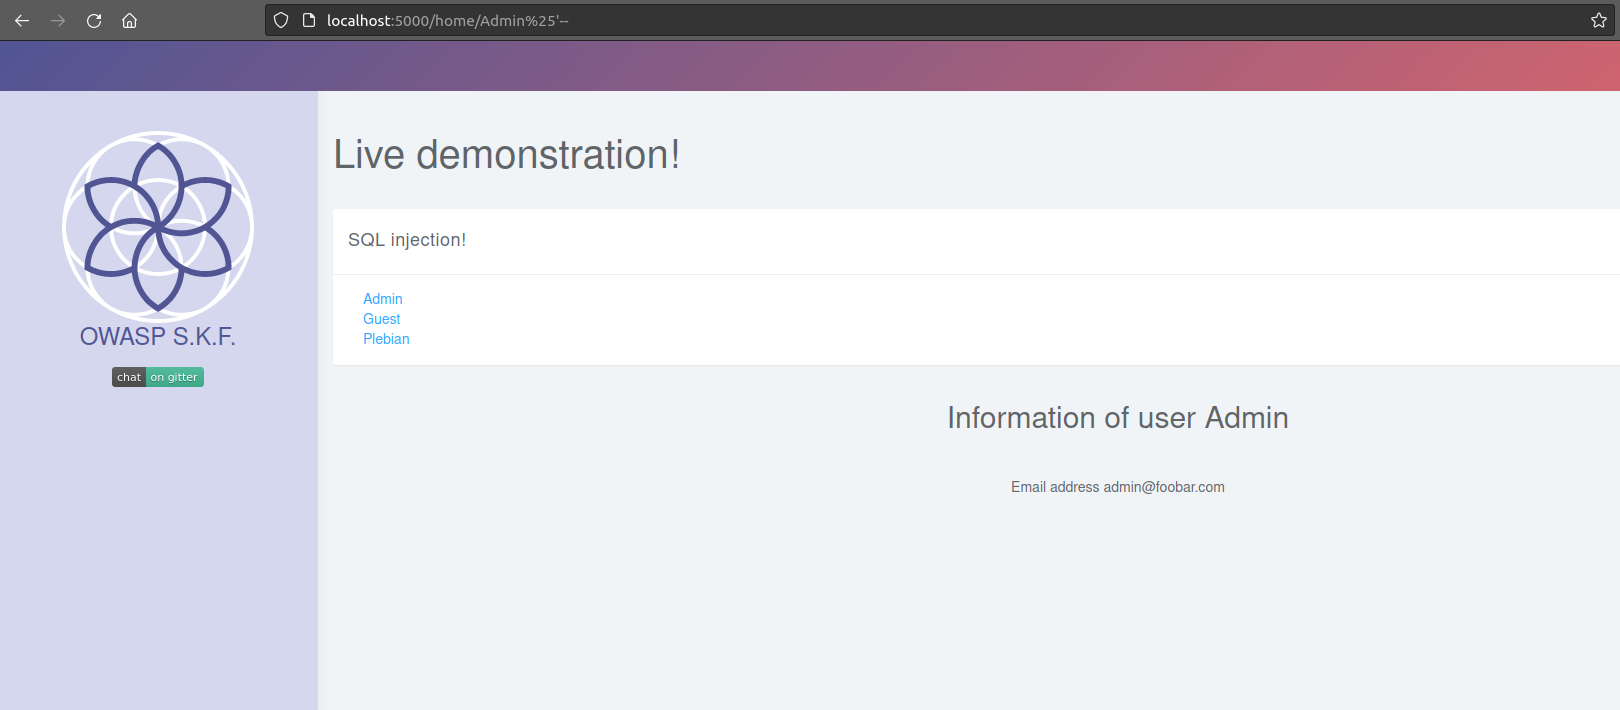 localhost:5000/home/Admin%25'--
Live demonstration!
SQL injection!
Admin
Guest
Plebian
OWASP S.K.F.
chat on gitter
Information of user Admin
Email address admin@foobar.com